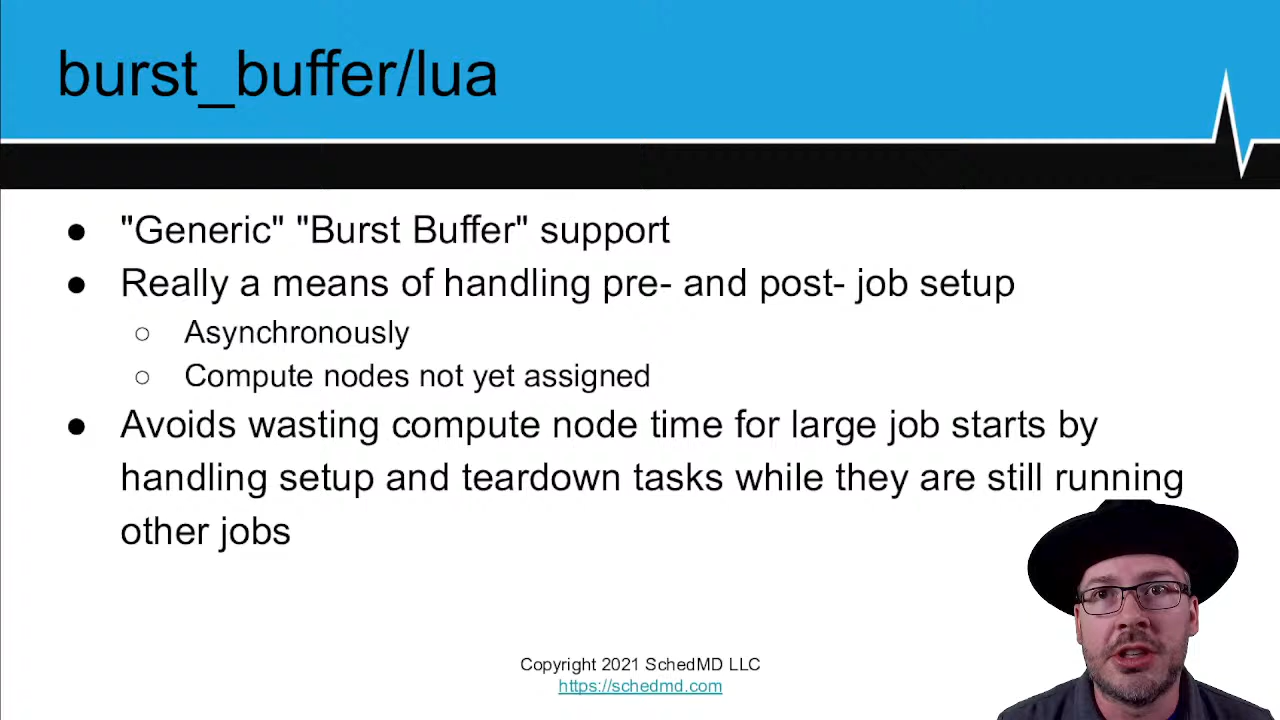 burst_buffer/lua
● "Generic" "Burst Buffer" support
● Really a means of handling pre- and post- job setup
○ Asynchronously
○ Compute nodes not yet assigned
● Avoids wasting compute node time for large job starts by
handling setup and teardown tasks while they are still running
other jobs
Copyright 2021 SchedMD LLC
https://schedmd.com